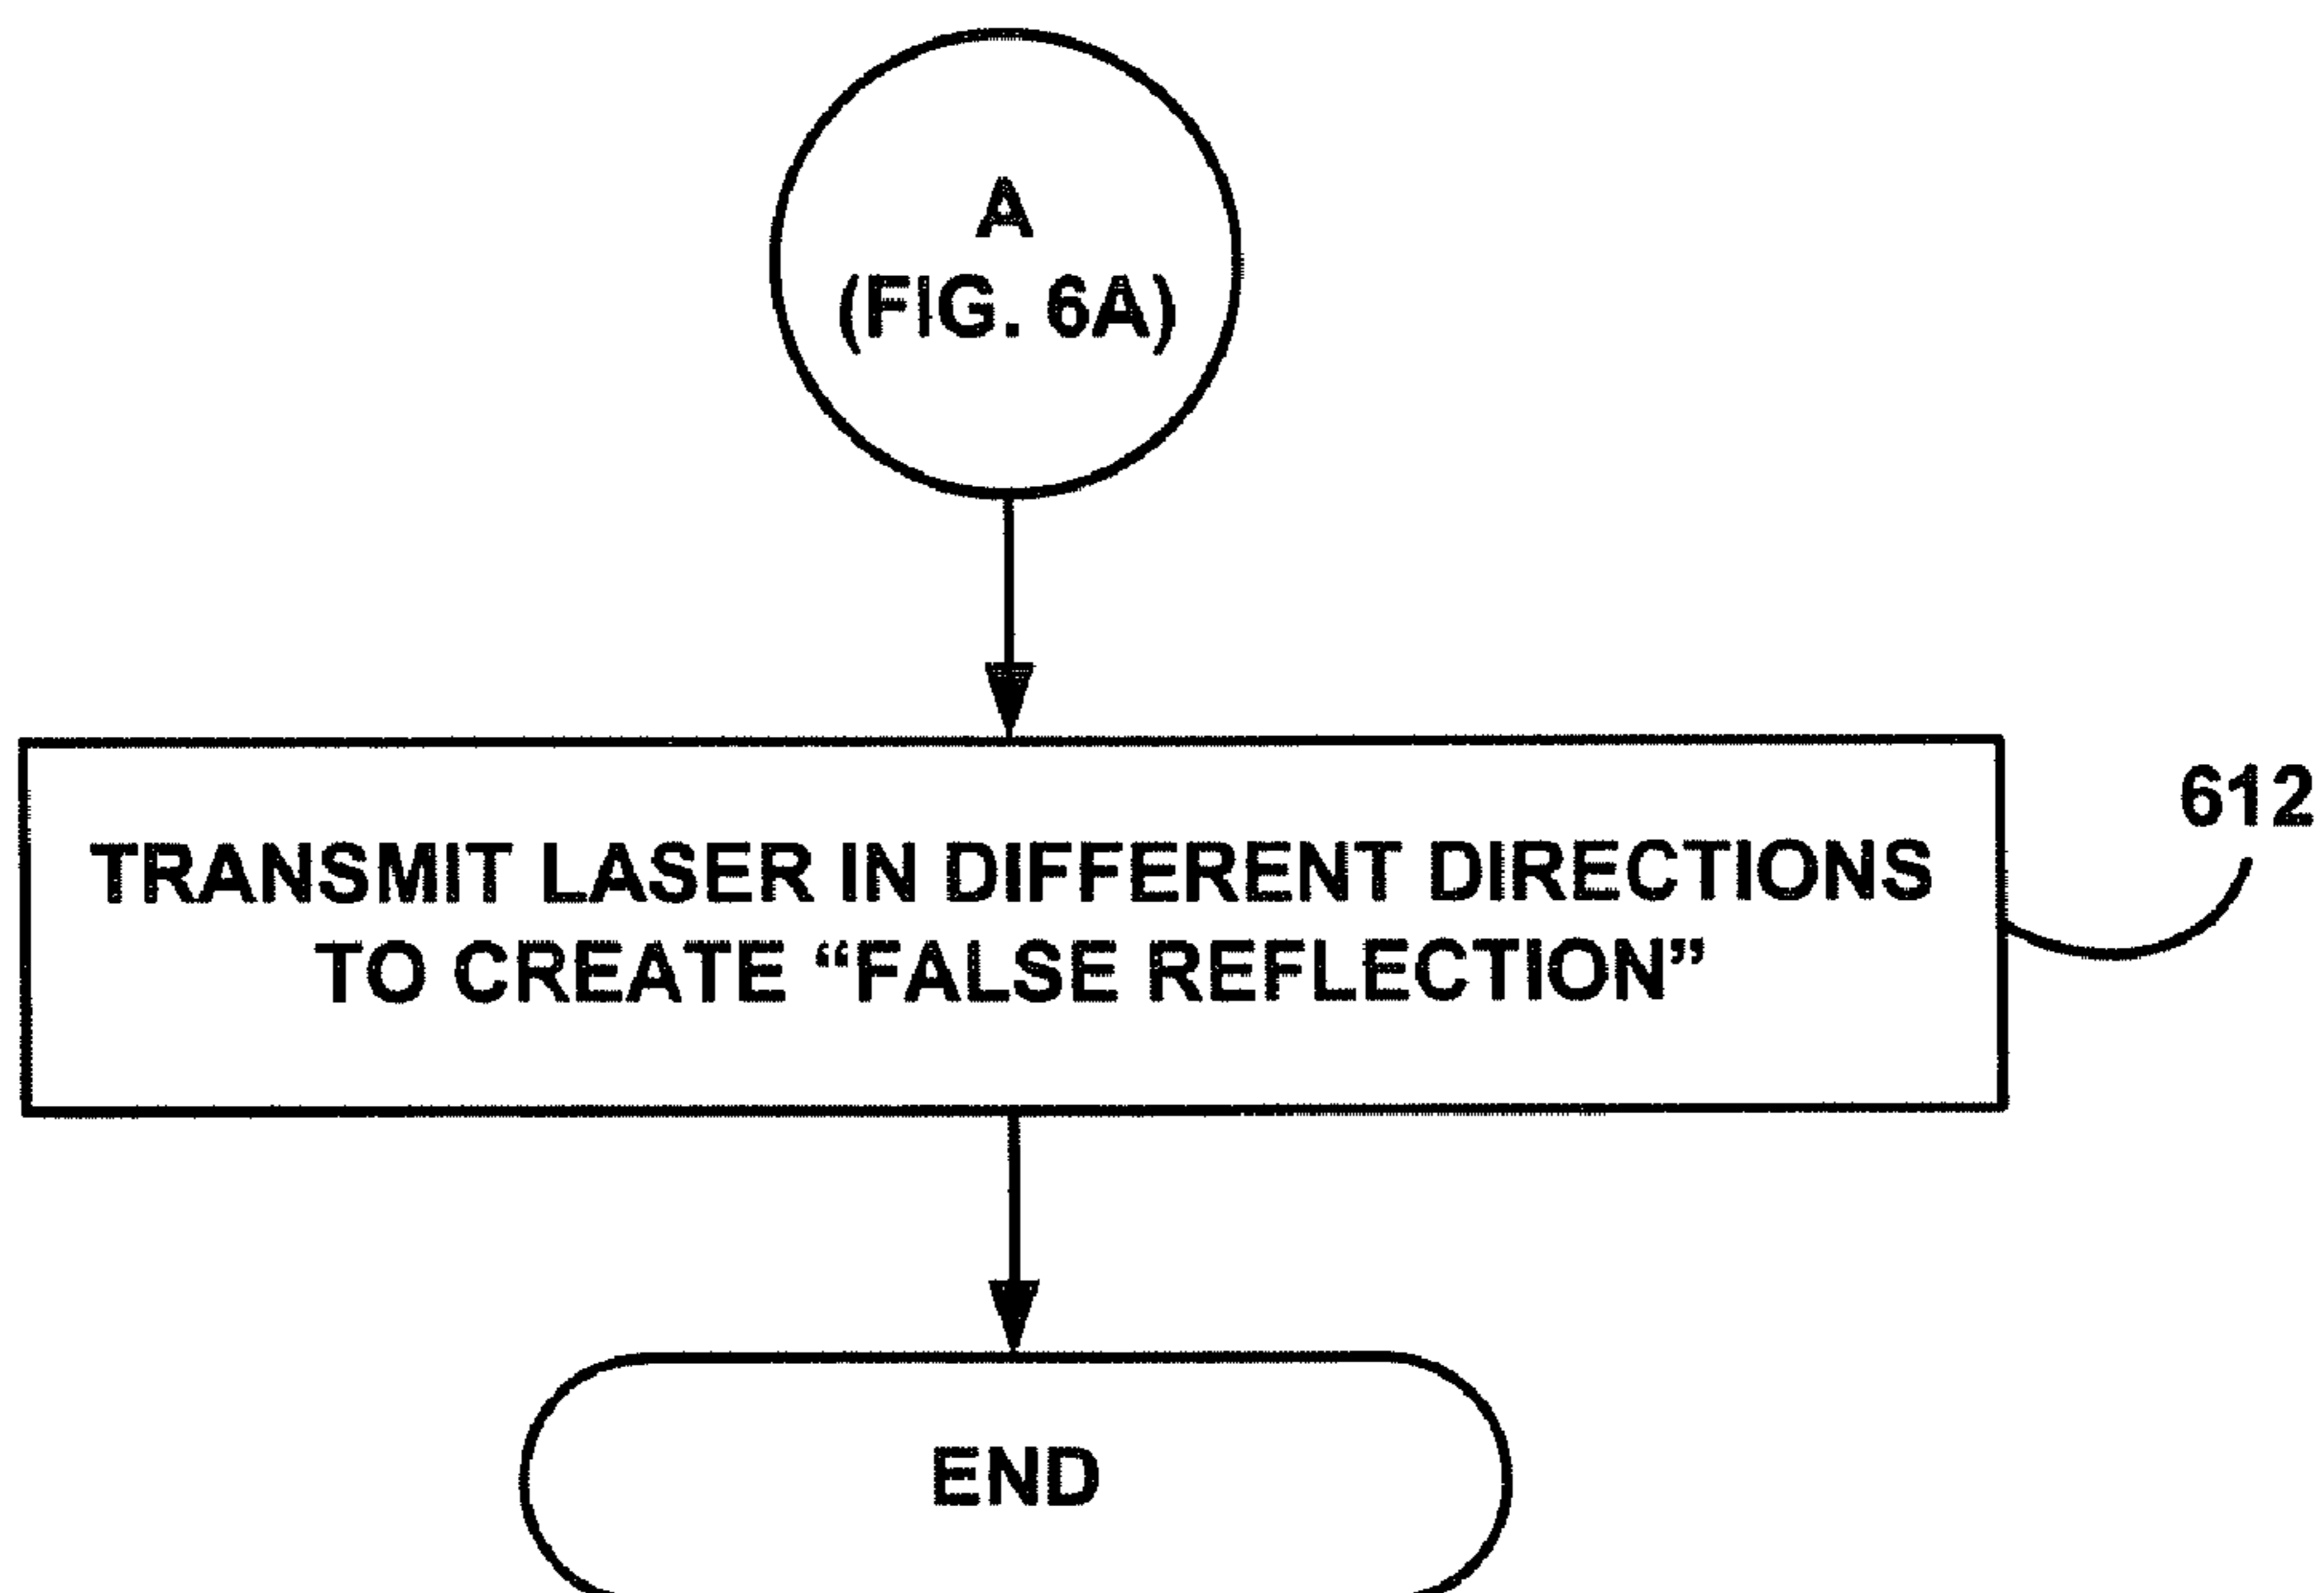 A
(FIG. 6A)
612
TRANSMIT LASER IN DIFFERENT DIRECTIONS
TO CREATE “FALSE REFLECTION”
END